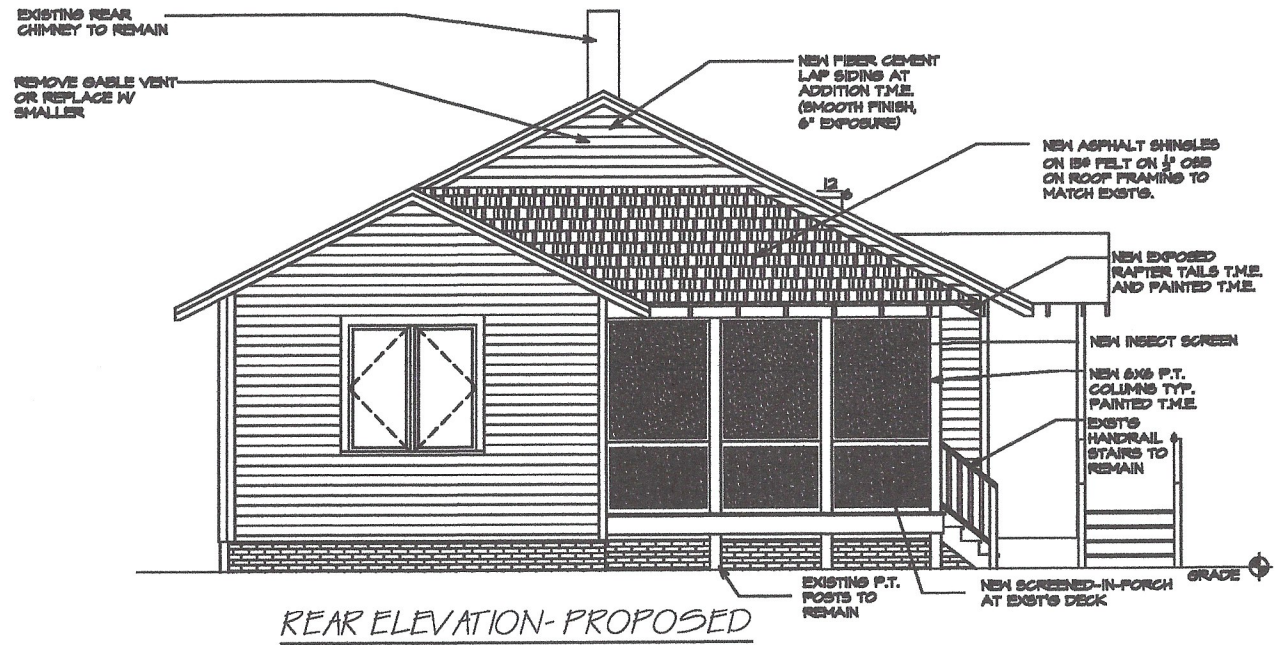 EXISTING REAR
CHIMNEY TO REMAIN
REMOVE GABLE VENT
OR REPLACE W/
SMALLER
NEW FIBER CEMENT
LAP SIDING AT
ADDITION T.M.E.
(SMOOTH FINISH,
6" EXPOSURE)
NEW ASPHALT SHINGLES
ON 15# FELT ON ½" OSB
ON ROOF FRAMING TO
MATCH EXST'G.
12
6
NEW EXPOSED
RAFTER TAILS T.M.E.
AND PAINTED T.M.E.
NEW INSECT SCREEN
NEW 6X6 P.T.
COLUMNS TYP.
PAINTED T.M.E.
EXST'G
HANDRAIL
STAIRS TO
REMAIN
EXISTING P.T.
POSTS TO
REMAIN
NEW SCREENED-IN-PORCH
AT EXST'G DECK
GRADE
REAR ELEVATION- PROPOSED